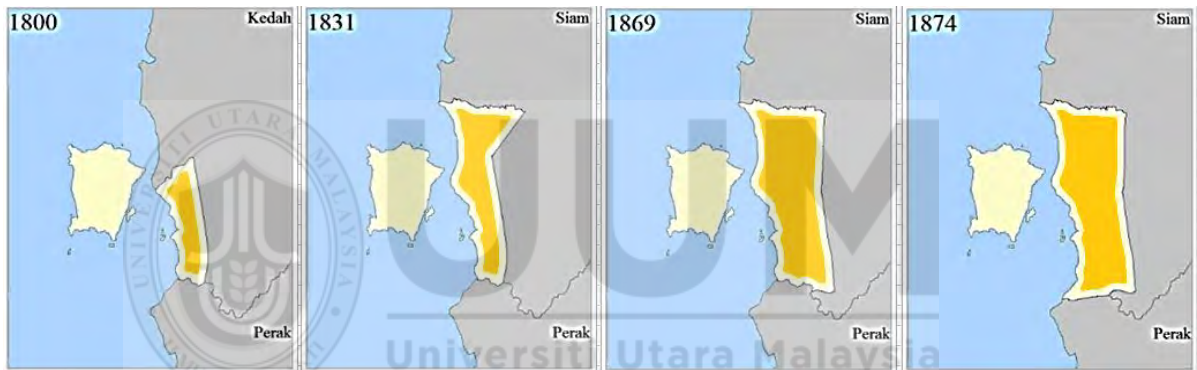 1800
Kedah
Perak
1831
Siam
Perak
1869
Siam
Perak
1874
Siam
Perak
UNIVERSITI UTARA MALAYSIA
UUM
Universiti Utara Malaysia